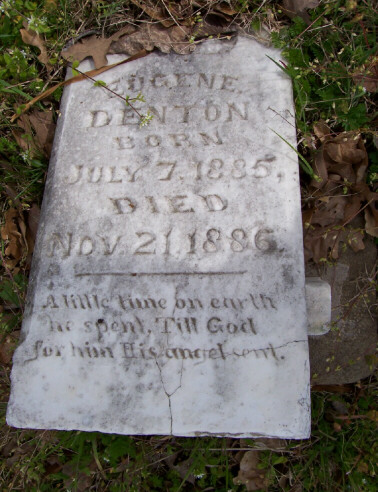 EUGENE
DENTON
BORN
JULY 7, 1885,
DIED
NOV. 21, 1886.
A little time on earth
he spent, Till God
for him His angel sent.